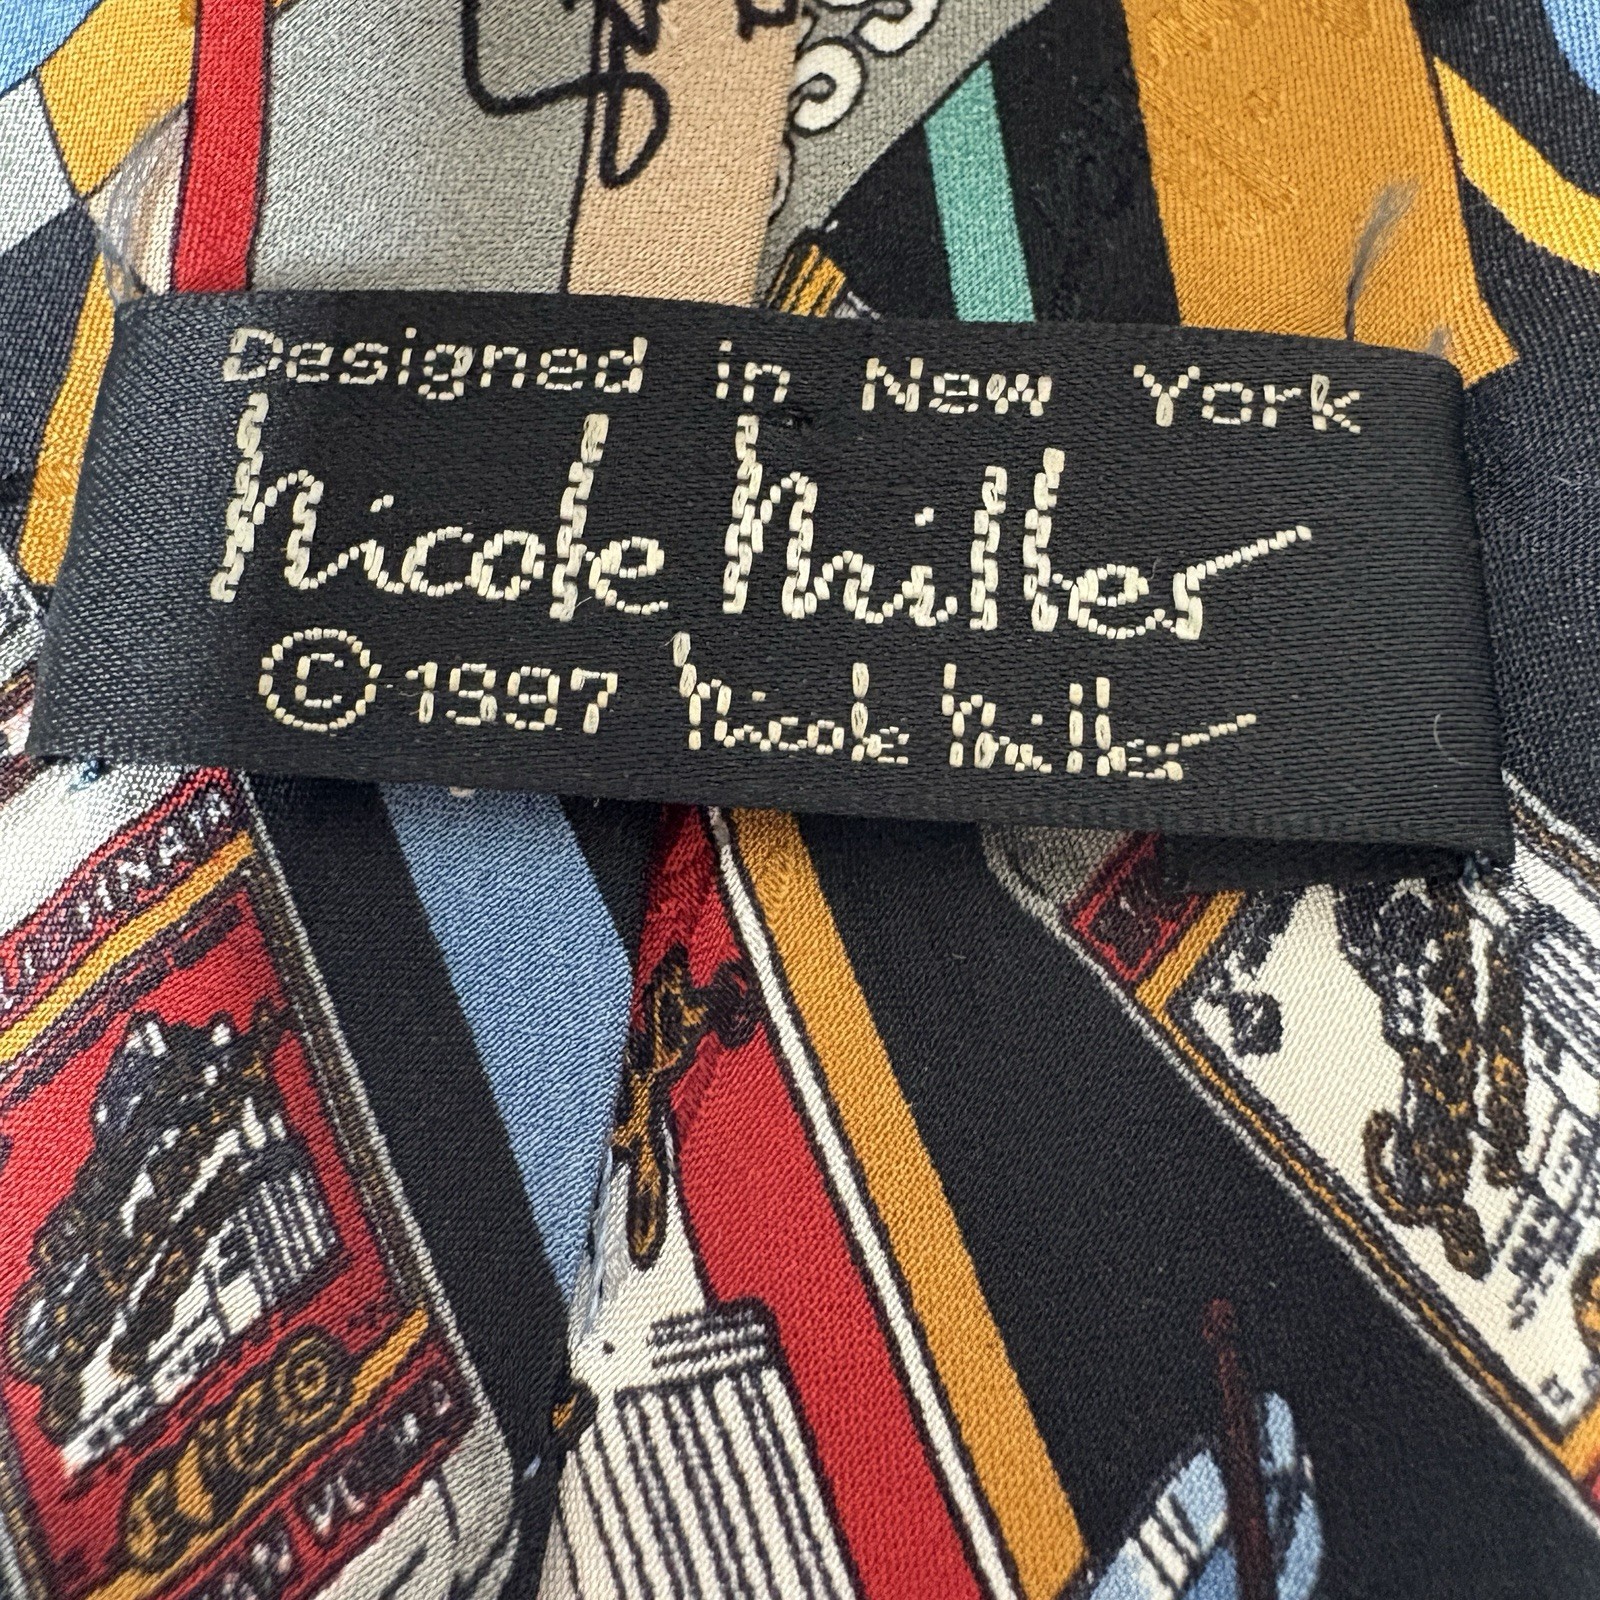 Designed in New York
nicole miller
© 1997 nicole miller